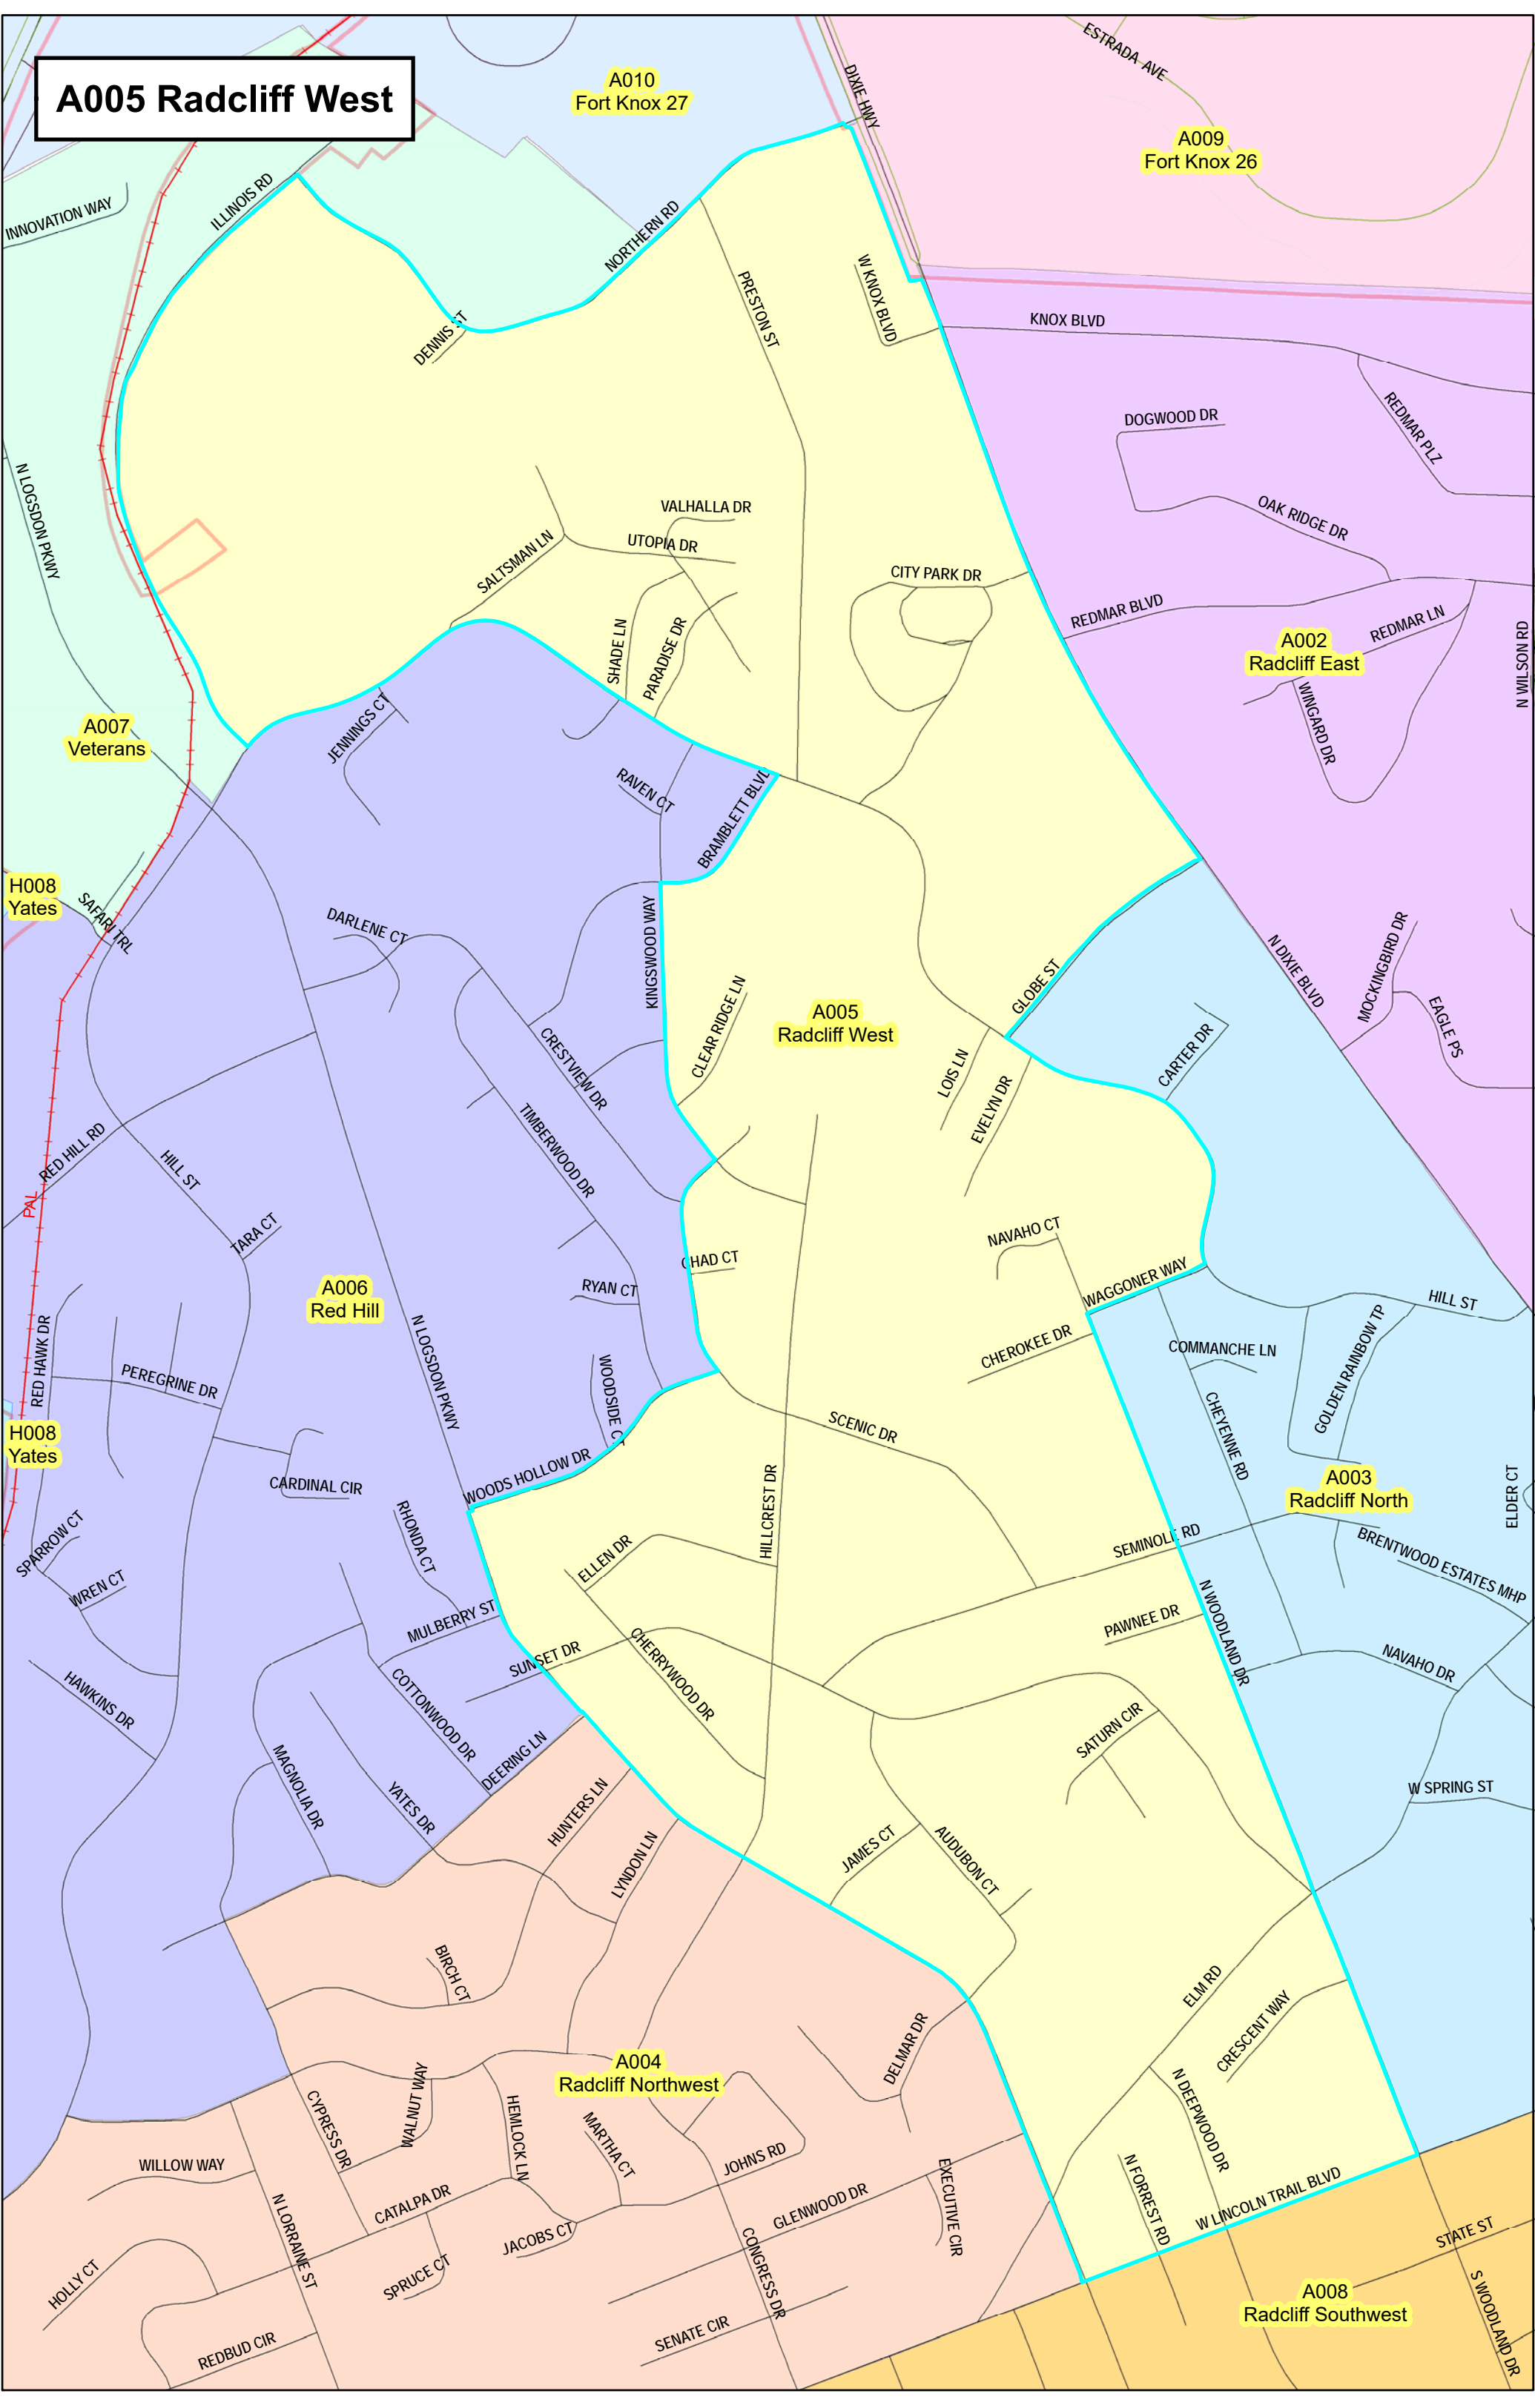 A005 Radcliff West
ESTRADA AVE
A010
Fort Knox 27
DIXIE HWY
A009
Fort Knox 26
INNOVATION WAY
ILLINOIS RD
NORTHERN RD
DENNIS ST
PRESTON ST
W KNOX BLVD
KNOX BLVD
DOGWOOD DR
REDMAR PLZ
N LOGSDON PKWY
OAK RIDGE DR
VALHALLA DR
UTOPIA DR
SALTSMAN LN
CITY PARK DR
SHADE LN
PARADISE DR
REDMAR BLVD
REDMAR LN
A002
Radcliff East
N WILSON RD
WINGARD DR
A007
Veterans
JENNINGS CT
RAVEN CT
BRAMBLETT BLVD
H008
Yates
SAFARI TRL
DARLENE CT
KINGSWOOD WAY
CLEAR RIDGE LN
A005
Radcliff West
GLOBE ST
N DIXIE BLVD
MOCKINGBIRD DR
EAGLE PS
CRESTVIEW DR
LOIS LN
EVELYN DR
CARTER DR
TIMBERWOOD DR
RED HILL RD
HILL ST
PAL
TARA CT
CHAD CT
NAVAHO CT
WAGGONER WAY
RYAN CT
A006
Red Hill
HILL ST
RED HAWK DR
N LOGSDON PKWY
CHEROKEE DR
COMMANCHE LN
GOLDEN RAINBOW TP
PEREGRINE DR
WOODSIDE CT
CHEYENNE RD
SCENIC DR
H008
Yates
WOODS HOLLOW DR
CARDINAL CIR
A003
Radcliff North
ELDER CT
HILLCREST DR
RHONDA CT
SPARROW CT
ELLEN DR
SEMINOLE RD
BRENTWOOD ESTATES MHP
WREN CT
MULBERRY ST
N WOODLAND DR
PAWNEE DR
SUNSET DR
CHERRYWOOD DR
NAVAHO DR
HAWKINS DR
COTTONWOOD DR
SATURN CIR
DEERING LN
MAGNOLIA DR
YATES DR
HUNTERS LN
W SPRING ST
JAMES CT
AUDUBON CT
LYNDON LN
BIRCH CT
ELM RD
CRESCENT WAY
DELMAR DR
A004
Radcliff Northwest
WALNUT WAY
CYPRESS DR
HEMLOCK LN
MARTHA CT
N DEEPWOOD DR
WILLOW WAY
JOHNS RD
N FORREST RD
EXECUTIVE CIR
CATALPA DR
GLENWOOD DR
W LINCOLN TRAIL BLVD
N LORRAINE ST
JACOBS CT
CONGRESS DR
STATE ST
HOLLY CT
SPRUCE CT
A008
Radcliff Southwest
S WOODLAND DR
SENATE CIR
REDBUD CIR